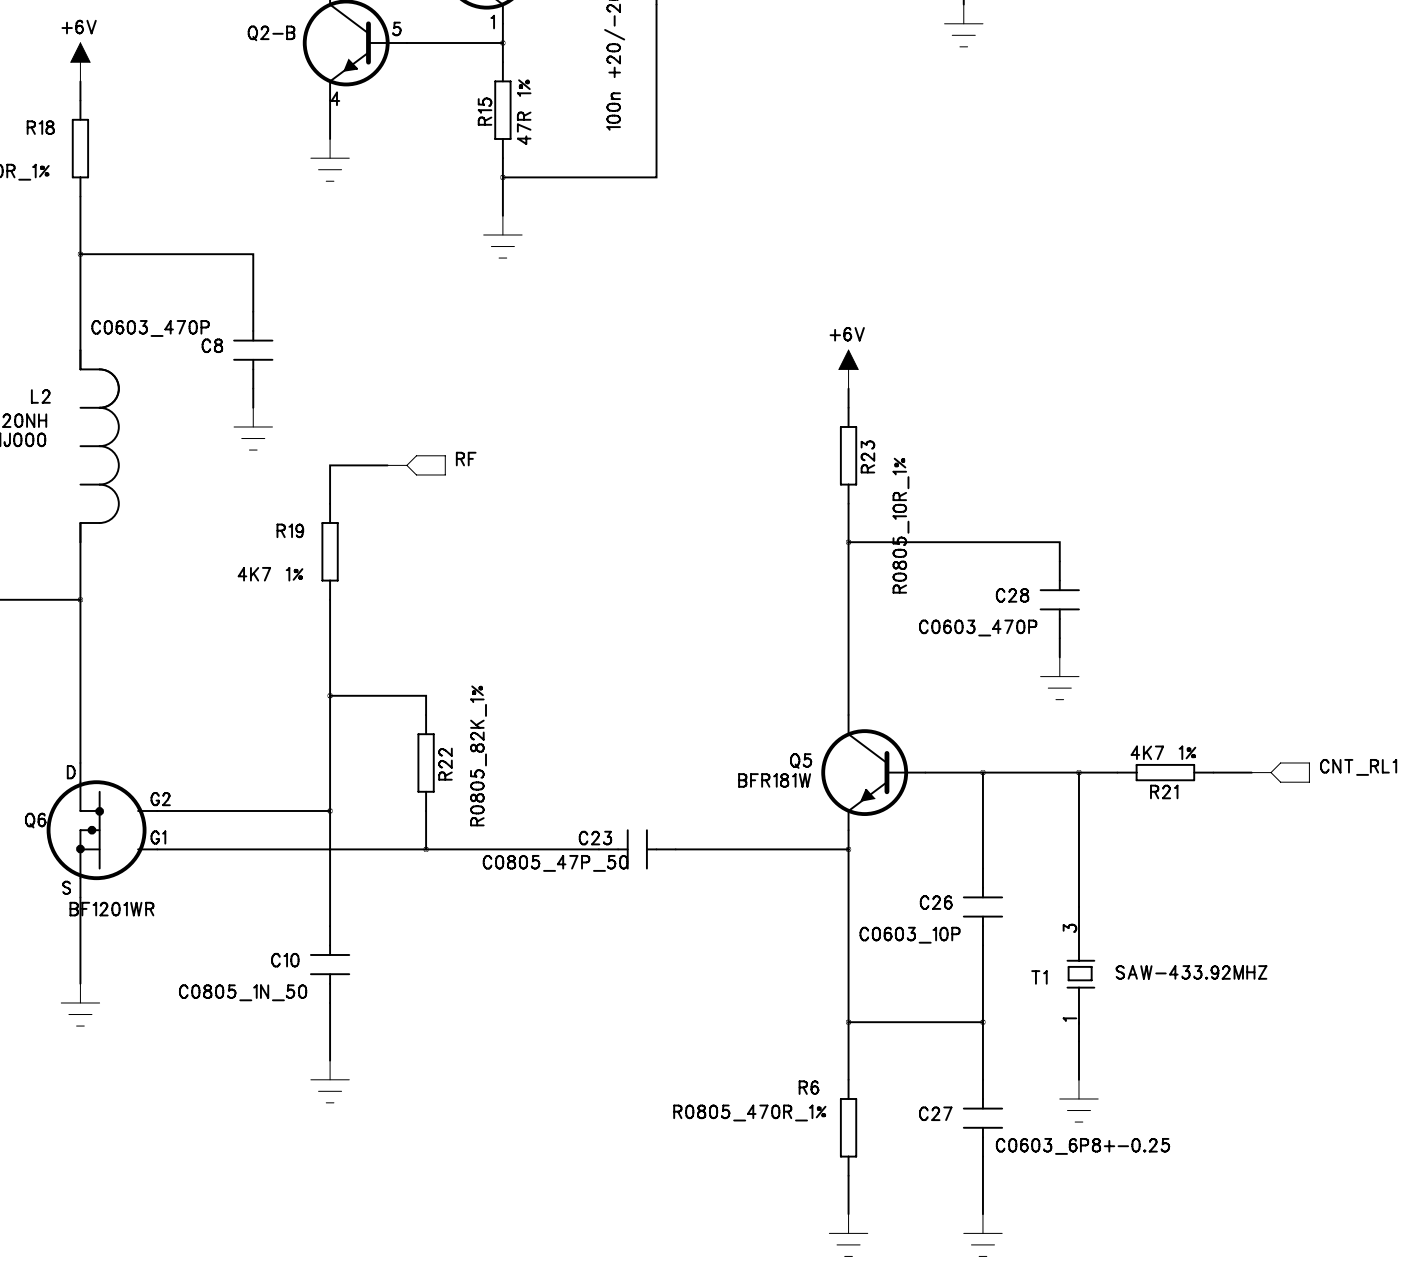 +6V
Q2-B
5
1
4
R15
47R 1%
100n +20/-20
R18
0R_1%
C0603_470P
C8
L2
20NH
J000
+6V
R23
R0805_10R_1%
RF
R19
4K7 1%
C28
C0603_470P
R22
R0805_82K_1%
D
G2
Q6
G1
S
BF1201WR
C23
C0805_47P_50
Q5
BFR181W
4K7 1%
R21
CNT_RL1
C26
C0603_10P
3
T1
SAW-433.92MHZ
1
C10
C0805_1N_50
R6
R0805_470R_1%
C27
C0603_6P8+-0.25